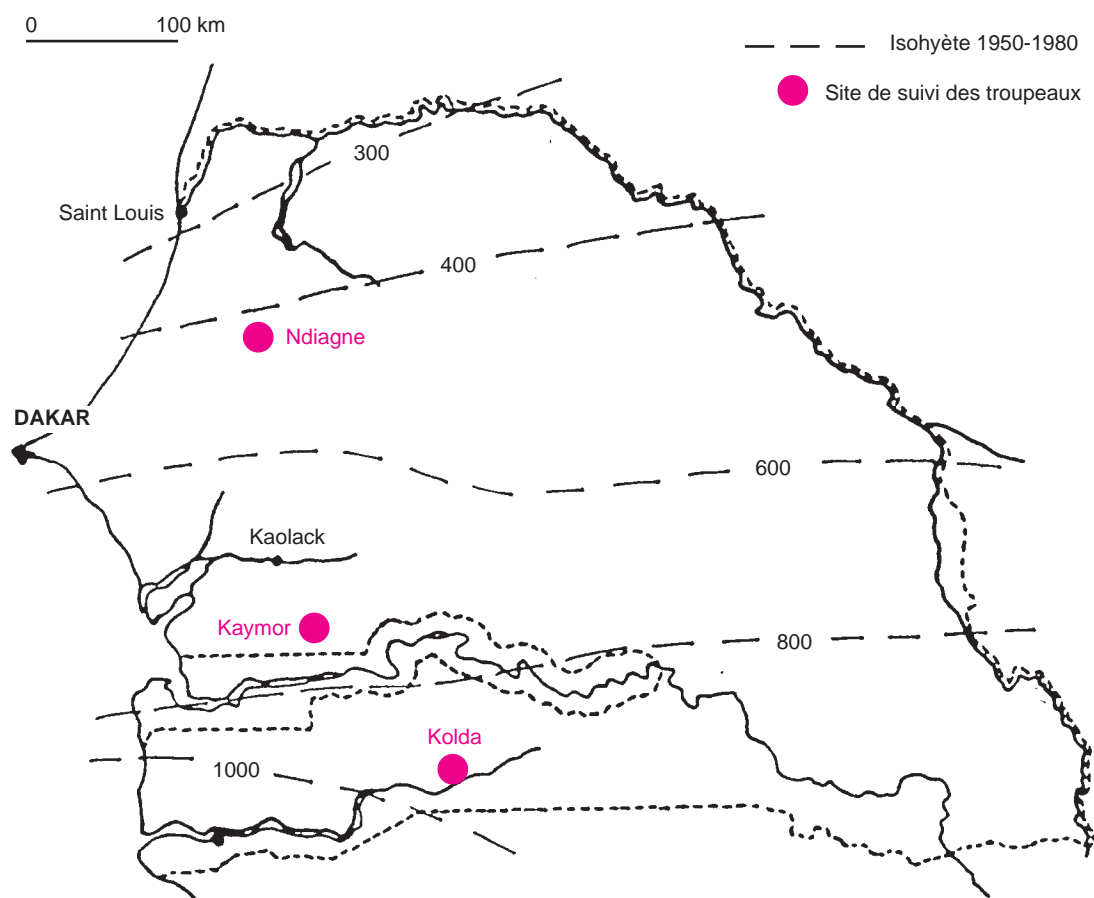 0 100 km
Isohyète 1950-1980
Site de suivi des troupeaux
300
Saint Louis
400
Ndiagne
DAKAR
600
Kaolack
Kaymor
800
Kolda
1000